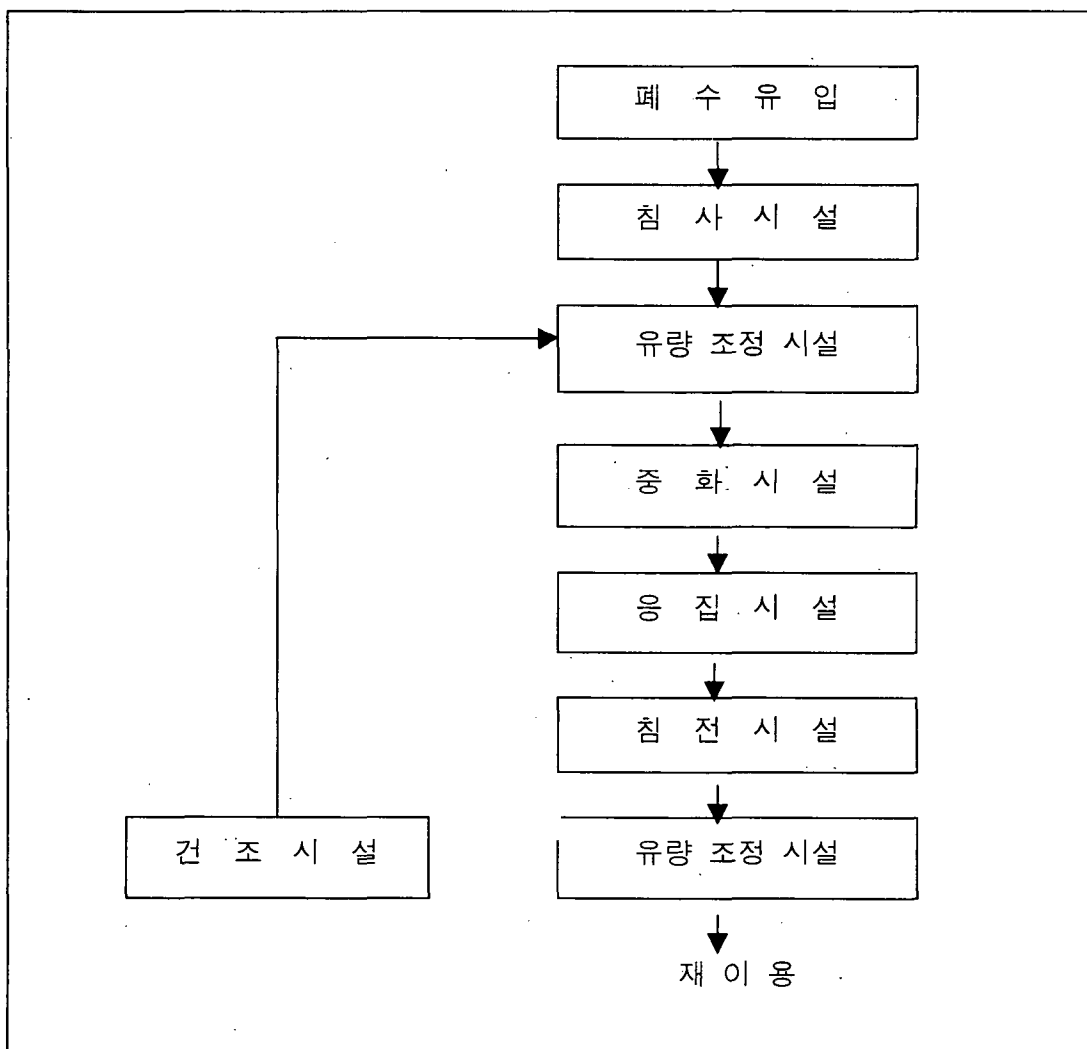 폐 수 유 입
침 사 시 설
유량 조정 시설
중 화 시 설
응 집 시 설
침 전 시 설
건 조 시 설
유량 조정 시설
재 이 용